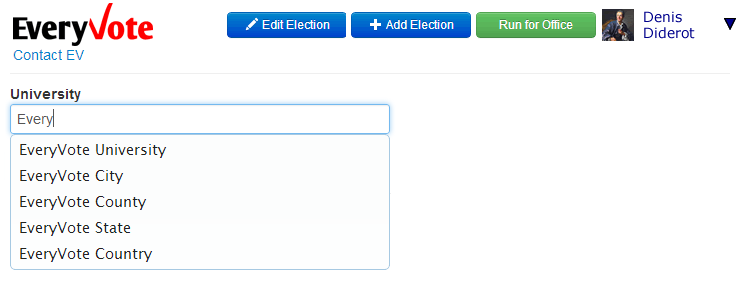 EveryVote
Edit Election
Add Election
Run for Office
Denis
Diderot
Contact EV
University
Every
EveryVote University
EveryVote City
EveryVote County
EveryVote State
EveryVote Country